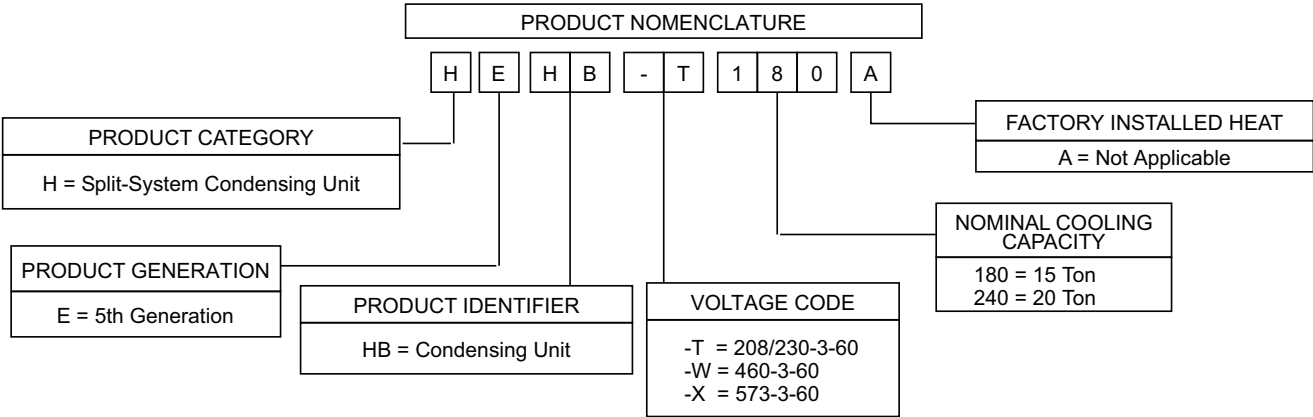 PRODUCT NOMENCLATURE
H E H B - T 1 8 0 A
PRODUCT CATEGORY
H = Split-System Condensing Unit
FACTORY INSTALLED HEAT
A = Not Applicable
NOMINAL COOLING
CAPACITY
180 = 15 Ton
240 = 20 Ton
PRODUCT GENERATION
E = 5th Generation
PRODUCT IDENTIFIER
HB = Condensing Unit
VOLTAGE CODE
-T = 208/230-3-60
-W = 460-3-60
-X = 573-3-60